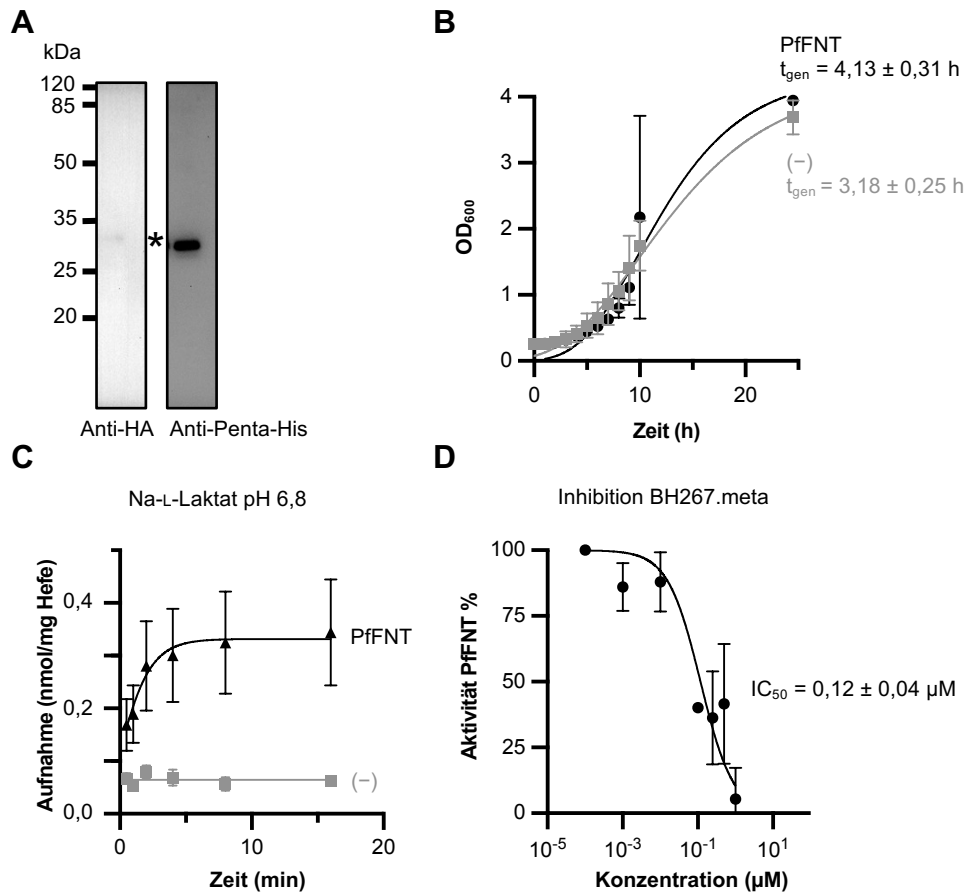 A
kDa
120
85
50
35
25
20
*
Anti-HA
Anti-Penta-His
B
PfFNT
tgen = 4,13 ± 0,31 h
(−)
tgen = 3,18 ± 0,25 h
OD600
4
3
2
1
0
0
10
20
Zeit (h)
C
Na-L-Laktat pH 6,8
Aufnahme (nmol/mg Hefe)
0,4
0,2
0,0
PfFNT
(−)
0
10
20
Zeit (min)
D
Inhibition BH267.meta
Aktivität PfFNT %
100
75
50
25
0
IC50 = 0,12 ± 0,04 µM
10-5
10-3
10-1
101
Konzentration (µM)